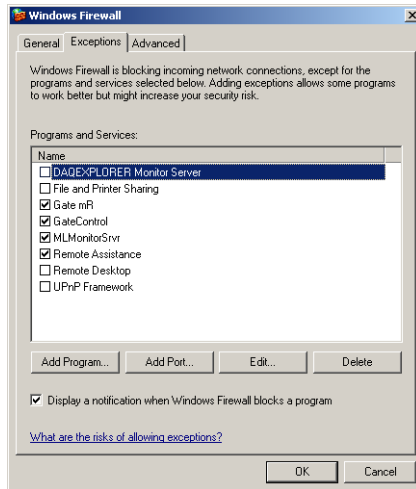 Windows Firewall
General Exceptions Advanced
Windows Firewall is blocking incoming network connections, except for the
programs and services selected below. Adding exceptions allows some programs
to work better but might increase your security risk.
Programs and Services:
Name
DAQEXPLORER Monitor Server
File and Printer Sharing
Gate mR
GateControl
MLMonitorSrvr
Remote Assistance
Remote Desktop
UPnP Framework
Add Program... Add Port... Edit... Delete
Display a notification when Windows Firewall blocks a program
What are the risks of allowing exceptions?
OK Cancel